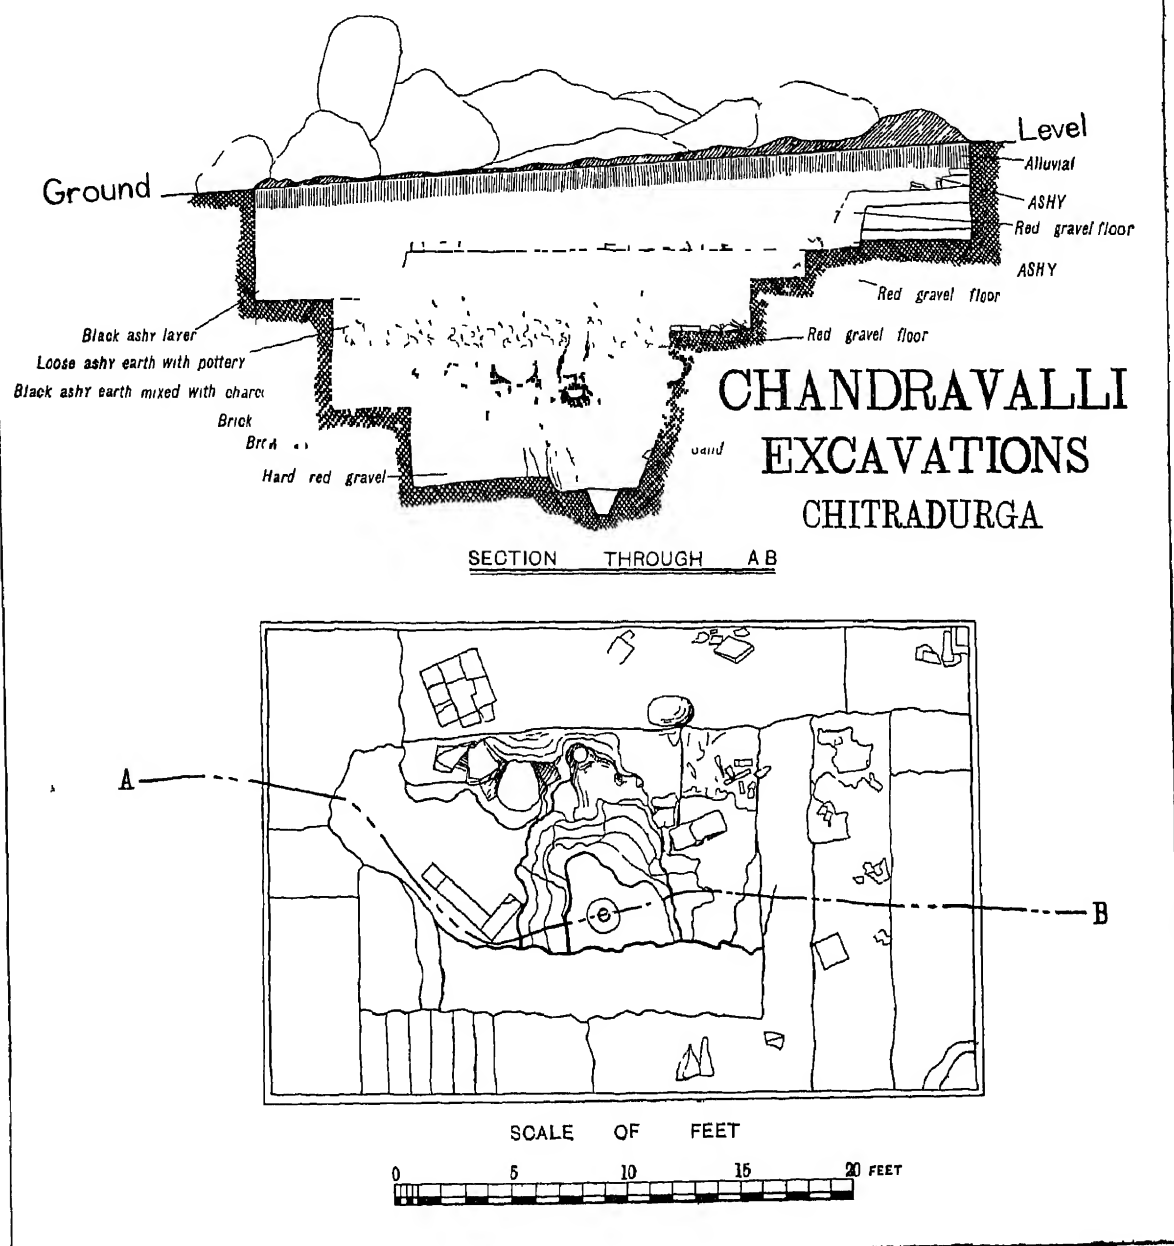 Level
Alluvial
Ground
ASHY
Red gravel floor
ASHY
Red gravel floor
Black ashy layer
Red gravel floor
Loose ashy earth with pottery
Black ashy Earth mixed with
CHANDRAVALLI
Brick
EXCAVATIONS
Hard red gravel
CHITRADURGA
SECTION THROUGH A B
A
e
B
SCALE OF FEET
0 5 10 15 20 FEET